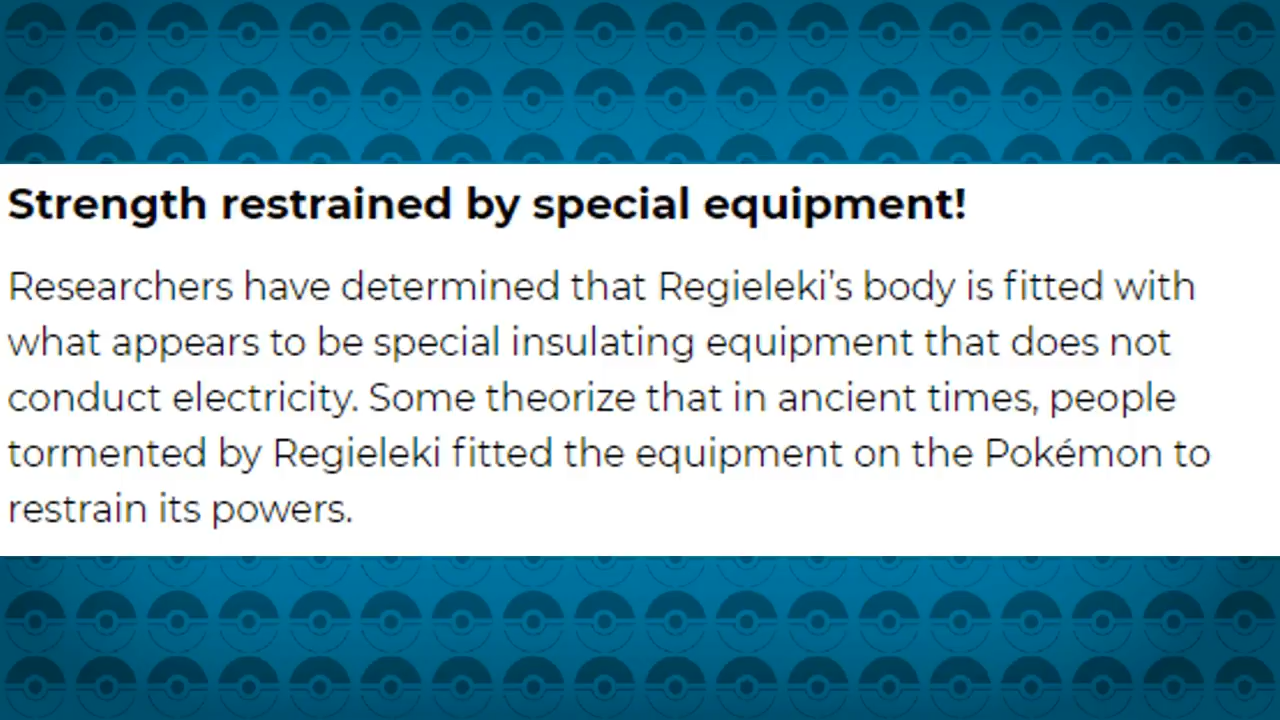 Strength restrained by special equipment!
Researchers have determined that Regieleki's body is fitted with
what appears to be special insulating equipment that does not
conduct electricity. Some theorize that in ancient times, people
tormented by Regieleki fitted the equipment on the Pokémon to
restrain its powers.